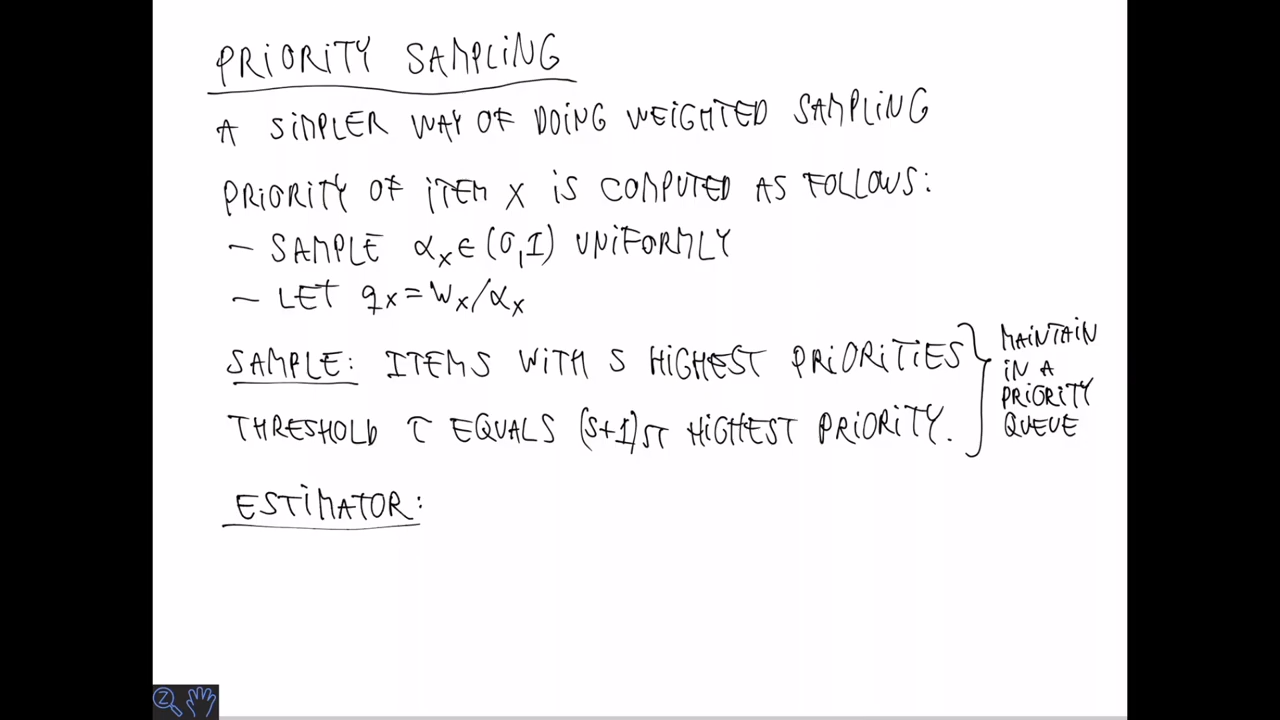 PRIORITY SAMPLING
A SIMPLER WAY OF DOING WEIGHTED SAMPLING
PRIORITY OF ITEM X IS COMPUTED AS FOLLOWS:
- SAMPLE αx ∈ (0,1) UNIFORMLY
- LET qx = Wx/αx
SAMPLE: ITEMS WITH S HIGHEST PRIORITIES
THRESHOLD τ EQUALS (S+1)ST HIGHEST PRIORITY.
MAINTAIN
IN A
PRIORITY
QUEUE
ESTIMATOR: